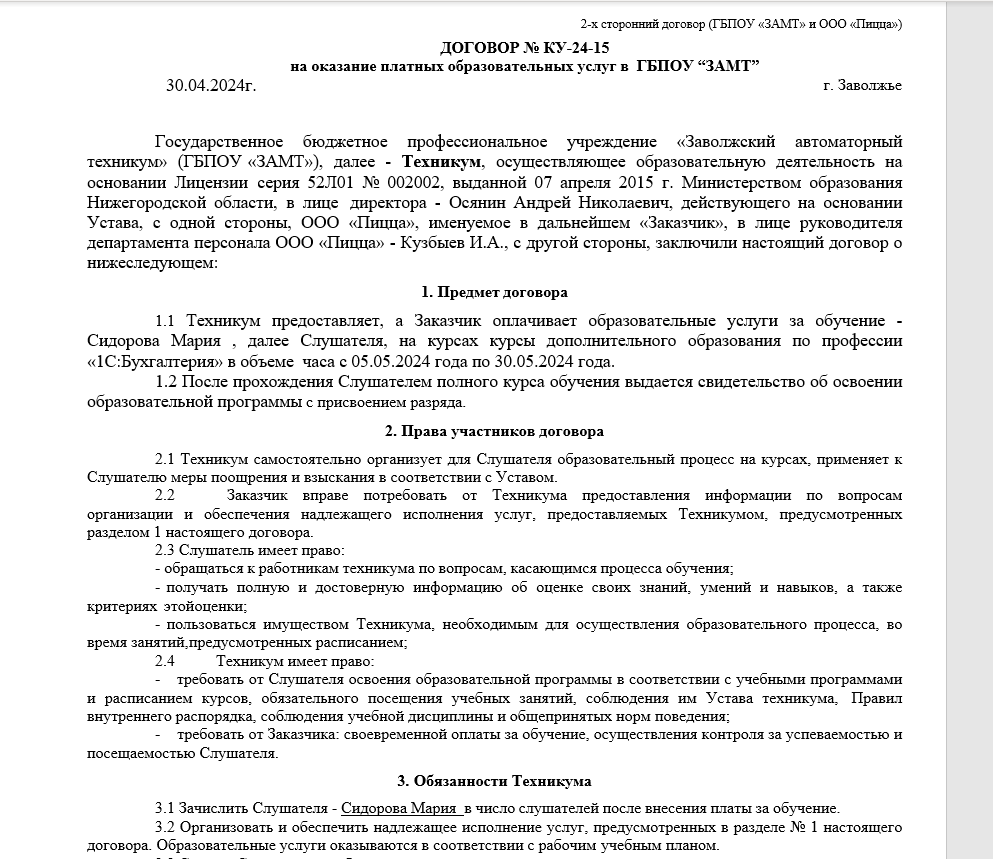 2-х сторонний договор (ГБПОУ «ЗАМТ» и ООО «Пицца»)
ДОГОВОР № КУ-24-15
на оказание платных образовательных услуг в ГБПОУ “ЗАМТ”
30.04.2024г. г. Заволжье
Государственное бюджетное профессиональное учреждение «Заволжский автоматорный
техникум» (ГБПОУ «ЗАМТ»), далее - Техникум, осуществляющее образовательную деятельность на
основании Лицензии серия 52Л01 № 002002, выданной 07 апреля 2015 г. Министерством образования
Нижегородской области, в лице директора - Осянин Андрей Николаевич, действующего на основании
Устава, с одной стороны, ООО «Пицца», именуемое в дальнейшем «Заказчик», в лице руководителя
департамента персонала ООО «Пицца» - Кузбыев И.А., с другой стороны, заключили настоящий договор о
нижеследующем:
1. Предмет договора
1.1 Техникум предоставляет, а Заказчик оплачивает образовательные услуги за обучение -
Сидорова Мария , далее Слушателя, на курсах курсы дополнительного образования по профессии
«1С:Бухгалтерия» в объеме часа с 05.05.2024 года по 30.05.2024 года.
1.2 После прохождения Слушателем полного курса обучения выдается свидетельство об освоении
образовательной программы с присвоением разряда.
2. Права участников договора
2.1 Техникум самостоятельно организует для Слушателя образовательный процесс на курсах, применяет к
Слушателю меры поощрения и взыскания в соответствии с Уставом.
2.2 Заказчик вправе потребовать от Техникума предоставления информации по вопросам
организации и обеспечения надлежащего исполнения услуг, предоставляемых Техникумом, предусмотренных
разделом 1 настоящего договора.
2.3 Слушатель имеет право:
- обращаться к работникам техникума по вопросам, касающимся процесса обучения;
- получать полную и достоверную информацию об оценке своих знаний, умений и навыков, а также
критериях этойоценки;
- пользоваться имуществом Техникума, необходимым для осуществления образовательного процесса, во
время занятий,предусмотренных расписанием;
2.4 Техникум имеет право:
- требовать от Слушателя освоения образовательной программы в соответствии с учебными программами
и расписанием курсов, обязательного посещения учебных занятий, соблюдения им Устава техникума, Правил
внутреннего распорядка, соблюдения учебной дисциплины и общепринятых норм поведения;
- требовать от Заказчика: своевременной оплаты за обучение, осуществления контроля за успеваемостью и
посещаемостью Слушателя.
3. Обязанности Техникума
3.1 Зачислить Слушателя - Сидорова Мария в число слушателей после внесения платы за обучение.
3.2 Организовать и обеспечить надлежащее исполнение услуг, предусмотренных в разделе № 1 настоящего
договора. Образовательные услуги оказываются в соответствии с рабочим учебным планом.